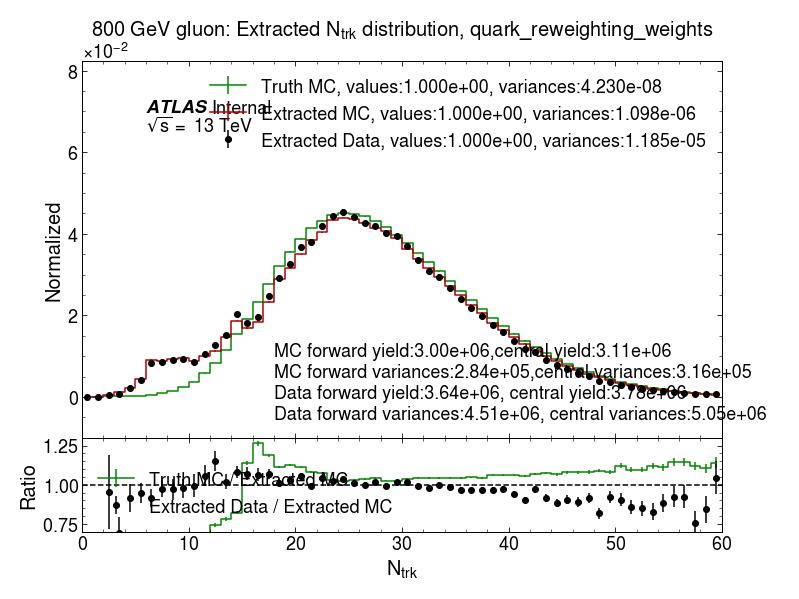 800 GeV gluon: Extracted Ntrk distribution, quark_reweighting_weights
×10−2
8
6
4
2
0
Normalized
Truth MC, values:1.000e+00, variances:4.230e-08
Extracted MC, values:1.000e+00, variances:1.098e-06
Extracted Data, values:1.000e+00, variances:1.185e-05
ATLAS Internal
√s = 13 TeV
MC forward yield:3.00e+06,central yield:3.11e+06
MC forward variances:2.84e+05,central variances:3.16e+05
Data forward yield:3.64e+06, central yield:3.78e+06
Data forward variances:4.51e+06, central variances:5.05e+06
1.25
1.00
0.75
Ratio
Truth MC / Extracted MC
Extracted Data / Extracted MC
0 10 20 30 40 50 60
Ntrk